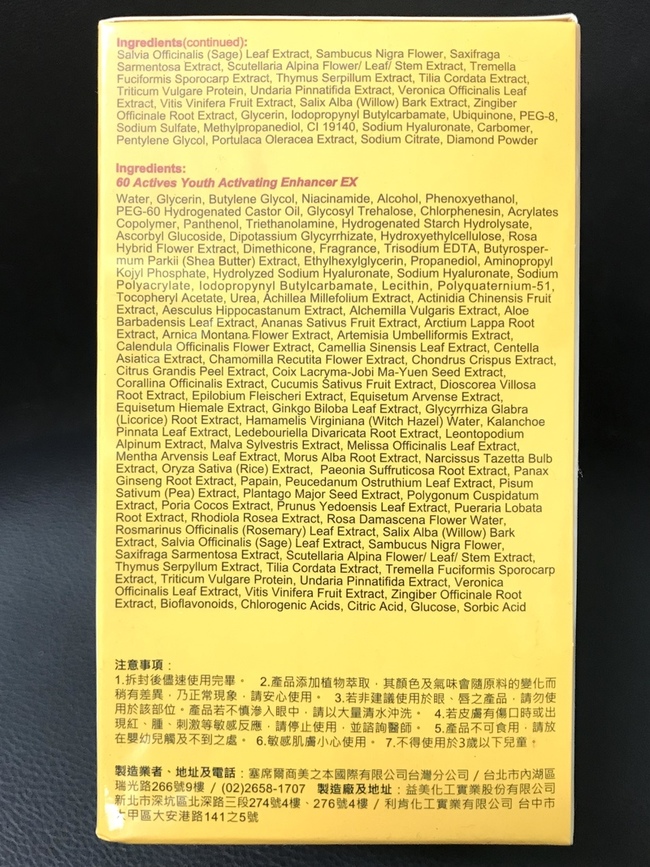 Ingredients(continued):
Salvia Officinalis (Sage) Leaf Extract, Sambucus Nigra Flower, Saxifraga
Sarmentosa Extract, Scutellaria Alpina Flower/ Leaf/ Stem Extract, Tremella
Fuciformis Sporocarp Extract, Thymus Serpillum Extract, Tilia Cordata Extract,
Triticum Vulgare Protein, Undaria Pinnatifida Extract, Veronica Officinalis Leaf
Extract, Vitis Vinifera Fruit Extract, Salix Alba (Willow) Bark Extract, Zingiber
Officinale Root Extract, Glycerin, Iodopropynyl Butylcarbamate, Ubiquinone, PEG-8,
Sodium Sulfate, Methylpropanediol, CI 19140, Sodium Hyaluronate, Carbomer,
Pentylene Glycol, Portulaca Oleracea Extract, Sodium Citrate, Diamond Powder
Ingredients:
60 Actives Youth Activating Enhancer EX
Water, Glycerin, Butylene Glycol, Niacinamide, Alcohol, Phenoxyethanol,
PEG-60 Hydrogenated Castor Oil, Glycosyl Trehalose, Chlorphenesin, Acrylates
Copolymer, Panthenol, Triethanolamine, Hydrogenated Starch Hydrolysate,
Ascorbyl Glucoside, Dipotassium Glycyrrhizate, Hydroxyethylcellulose, Rosa
Hybrid Flower Extract, Dimethicone, Fragrance, Trisodium EDTA, Butyrosper-
mum Parkii (Shea Butter) Extract, Ethylhexylglycerin, Propanediol, Aminopropyl
Kojyl Phosphate, Hydrolyzed Sodium Hyaluronate, Sodium Hyaluronate, Sodium
Polyacrylate, Iodopropynyl Butylcarbamate, Lecithin, Polyquaternium-51,
Tocopheryl Acetate, Urea, Achillea Millefolium Extract, Actinidia Chinensis Fruit
Extract, Aesculus Hippocastanum Extract, Alchemilla Vulgaris Extract, Aloe
Barbadensis Leaf Extract, Ananas Sativus Fruit Extract, Arctium Lappa Root
Extract, Arnica Montana Flower Extract, Artemisia Umbelliformis Extract,
Calendula Officinalis Flower Extract, Camellia Sinensis Leaf Extract, Centella
Asiatica Extract, Chamomilla Recutita Flower Extract, Chondrus Crispus Extract,
Citrus Grandis Peel Extract, Coix Lacryma-Jobi Ma-Yuen Seed Extract,
Corallina Officinalis Extract, Cucumis Sativus Fruit Extract, Dioscorea Villosa
Root Extract, Epilobium Fleischeri Extract, Equisetum Arvense Extract,
Equisetum Hiemale Extract, Ginkgo Biloba Leaf Extract, Glycyrrhiza Glabra
(Licorice) Root Extract, Hamamelis Virginiana (Witch Hazel) Water, Kalanchoe
Pinnata Leaf Extract, Ledebouriella Divaricata Root Extract, Leontopodium
Alpinum Extract, Malva Sylvestris Extract, Melissa Officinalis Leaf Extract,
Mentha Arvensis Leaf Extract, Morus Alba Root Extract, Narcissus Tazetta Bulb
Extract, Oryza Sativa (Rice) Extract, Paeonia Suffruticosa Root Extract, Panax
Ginseng Root Extract, Papain, Peucedanum Ostruthium Leaf Extract, Pisum
Sativum (Pea) Extract, Plantago Major Seed Extract, Polygonum Cuspidatum
Extract, Poria Cocos Extract, Prunus Yedoensis Leaf Extract, Pueraria Lobata
Root Extract, Rhodiola Rosea Extract, Rosa Damascena Flower Water,
Rosmarinus Officinalis (Rosemary) Leaf Extract, Salix Alba (Willow) Bark
Extract, Salvia Officinalis (Sage) Leaf Extract, Sambucus Nigra Flower,
Saxifraga Sarmentosa Extract, Scutellaria Alpina Flower/ Leaf/ Stem Extract,
Thymus Serpyllum Extract, Tilia Cordata Extract, Tremella Fuciformis Sporocarp
Extract, Triticum Vulgare Protein, Undaria Pinnatifida Extract, Veronica
Officinalis Leaf Extract, Vitis Vinifera Fruit Extract, Zingiber Officinale Root
Extract, Bioflavonoids, Chlorogenic Acids, Citric Acid, Glucose, Sorbic Acid
注意事項：
1.拆封後儘速使用完畢。 2.產品添加植物萃取，其顏色及氣味會隨原料的變化而
稍有差異，乃正常現象，請安心使用。 3.若非建議使用於眼、唇之產品，請勿使
用於該部位。產品若不慎滲入眼中，請以大量清水沖洗。 4.若皮膚有傷口時或出
現紅、腫、刺激等敏感反應，請停止使用，並諮詢醫師。 5.產品不可食用，請放
在嬰幼兒觸及不到之處。 6.敏感肌膚小心使用。 7.不得使用於3歲以下兒童。
製造業者、地址及電話：塞席爾商美之本國際有限公司台灣分公司 / 台北市內湖區
瑞光路266號9樓 / (02)2658-1707 製造廠及地址：益美化工實業股份有限公司
新北市深坑區北深路三段274號4樓、276號4樓 / 利肯化工實業有限公司 台中市
大甲區大安港路141之5號